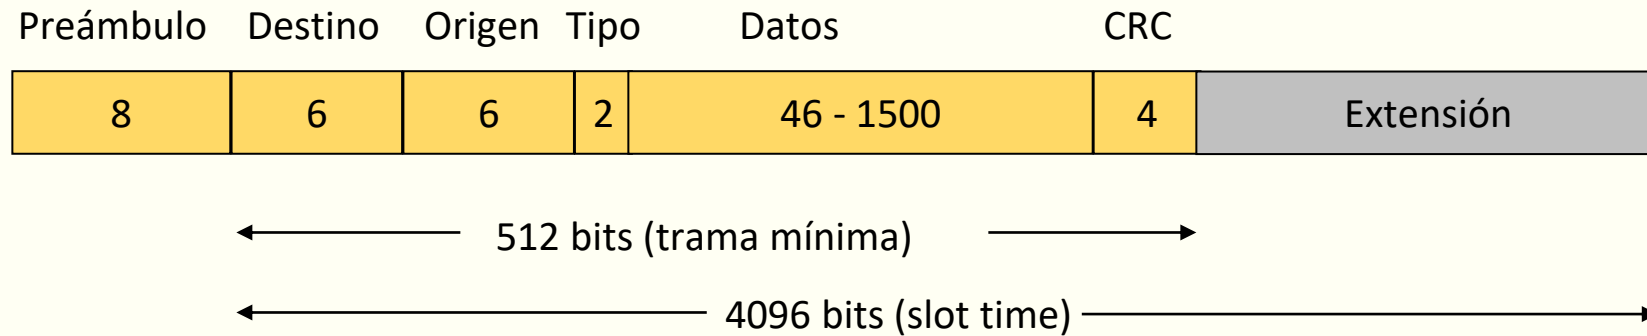 Preámbulo Destino Origen Tipo Datos CRC
8 6 6 2 46 - 1500 4 Extensión
512 bits (trama mínima)
4096 bits (slot time)